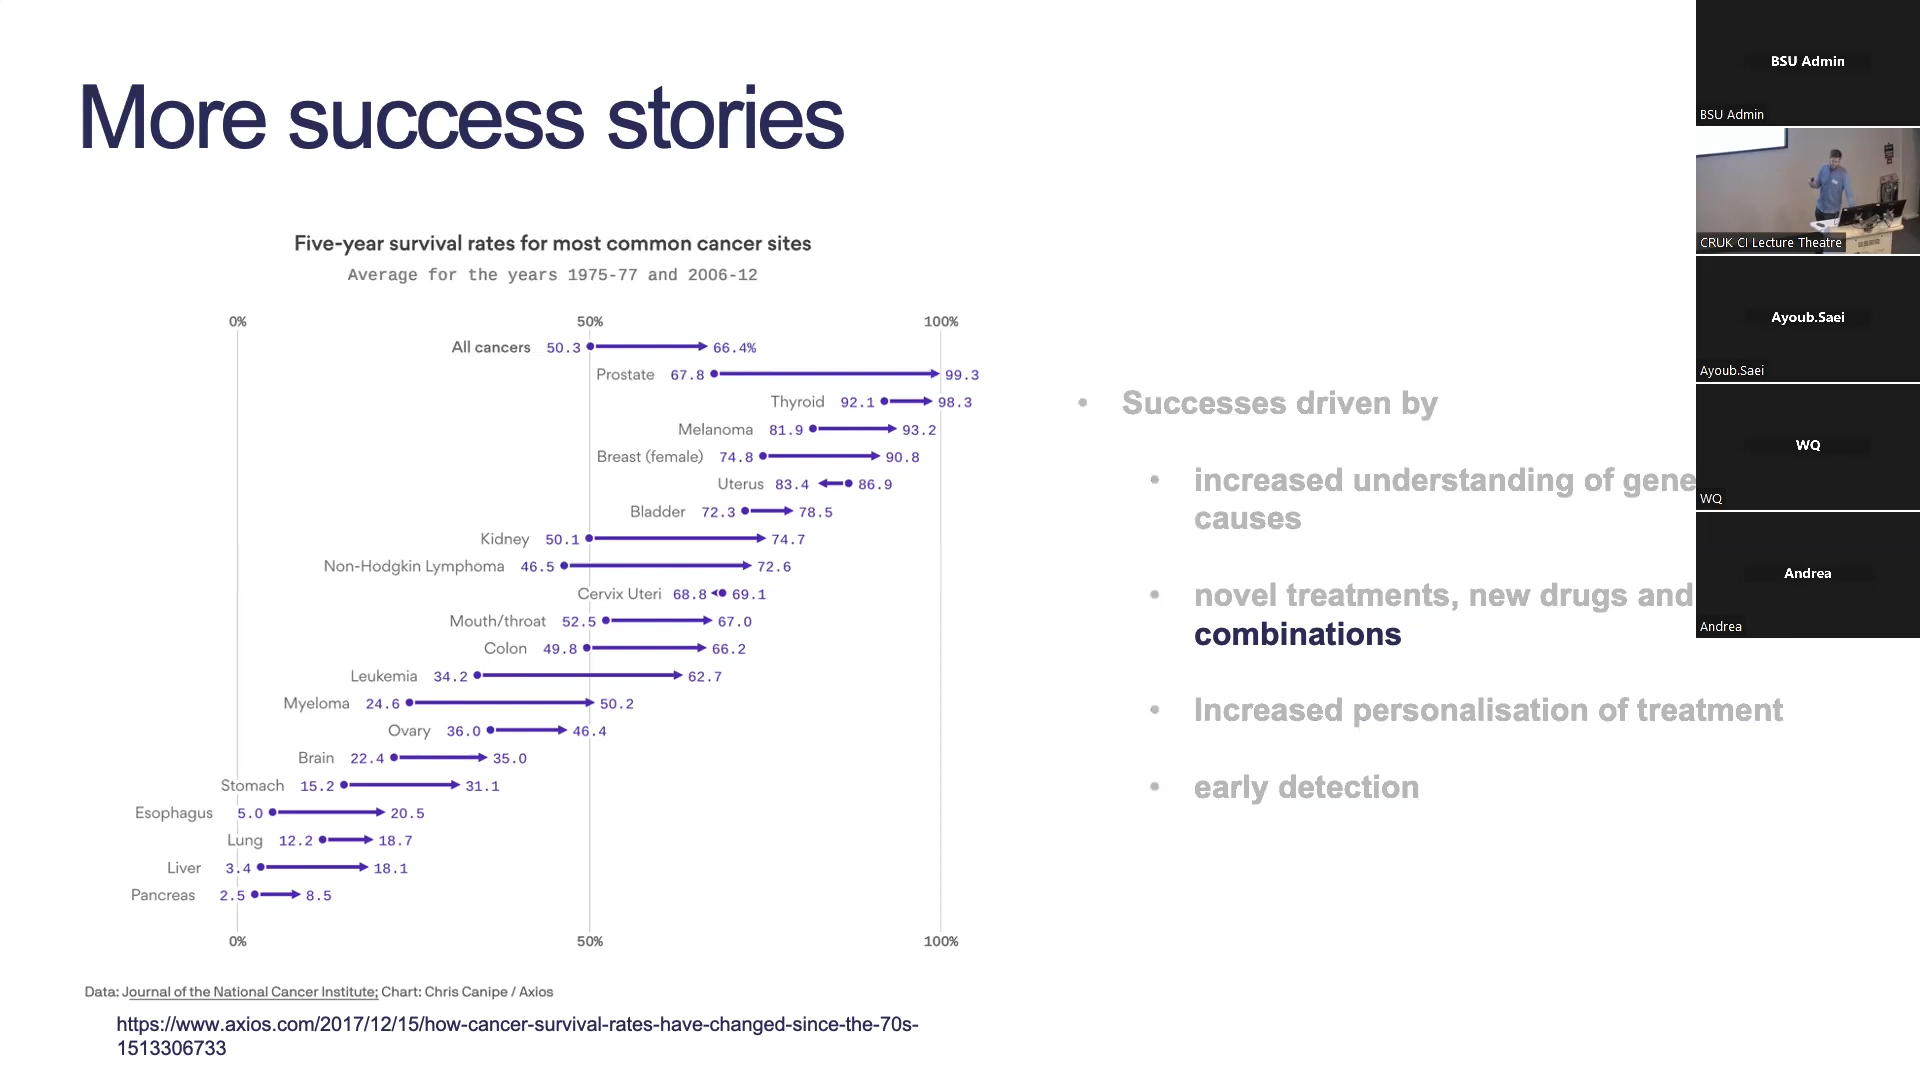 More success stories
Five-year survival rates for most common cancer sites
Average for the years 1975-77 and 2006-12
0% 50% 100%
All cancers 50.3 66.4%
Prostate 67.8 99.3
Thyroid 92.1 98.3
Melanoma 81.9 93.2
Breast (female) 74.8 90.8
Uterus 83.4 86.9
Bladder 72.3 78.5
Kidney 50.1 74.7
Non-Hodgkin Lymphoma 46.5 72.6
Cervix Uteri 68.8 69.1
Mouth/throat 52.5 67.0
Colon 49.8 66.2
Leukemia 34.2 62.7
Myeloma 24.6 50.2
Ovary 36.0 46.4
Brain 22.4 35.0
Stomach 15.2 31.1
Esophagus 5.0 20.5
Lung 12.2 18.7
Liver 3.4 18.1
Pancreas 2.5 8.5
0% 50% 100%
Data: Journal of the National Cancer Institute; Chart: Chris Canipe / Axios
https://www.axios.com/2017/12/15/how-cancer-survival-rates-have-changed-since-the-70s-
1513306733
• Successes driven by
• increased understanding of gene
causes
• novel treatments, new drugs and
combinations
• Increased personalisation of treatment
• early detection
BSU Admin
BSU Admin
CRUK CI Lecture Theatre
Ayoub.Saei
Ayoub.Saei
WQ
WQ
Andrea
Andrea